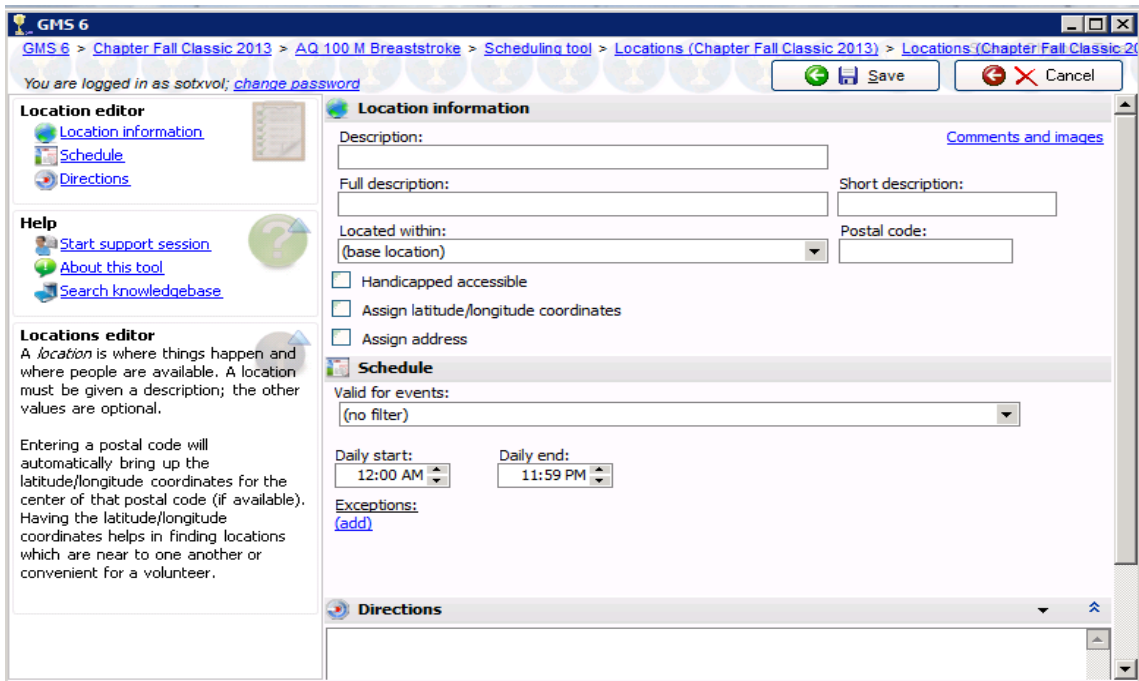 GMS 6
GMS 6 > Chapter Fall Classic 2013 > AQ 100 M Breaststroke > Scheduling tool > Locations (Chapter Fall Classic 2013) > Locations (Chapter Fall Classic 20
You are logged in as sotxvol; change password
Save
Cancel
Location editor
Location information
Schedule
Directions
Help
Start support session
About this tool
Search knowledgebase
Locations editor
A location is where things happen and
where people are available. A location
must be given a description; the other
values are optional.
Entering a postal code will
automatically bring up the
latitude/longitude coordinates for the
center of that postal code (if available).
Having the latitude/longitude
coordinates helps in finding locations
which are near to one another or
convenient for a volunteer.
Location information
Description:
Comments and images
Full description:
Short description:
Located within:
Postal code:
(base location)
Handicapped accessible
Assign latitude/longitude coordinates
Assign address
Schedule
Valid for events:
(no filter)
Daily start:
Daily end:
12:00 AM
11:59 PM
Exceptions:
(add)
Directions